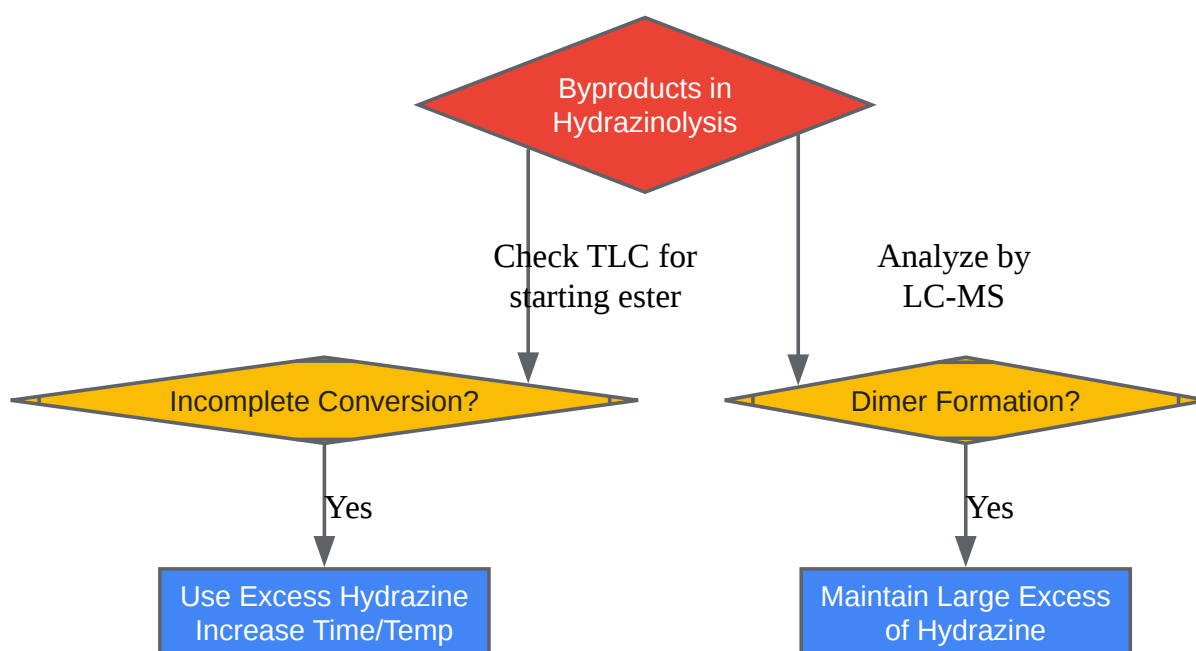 Byproducts in
Hydrazinolysis
Check TLC for
starting ester
Analyze by
LC-MS
Incomplete Conversion?
Dimer Formation?
Yes
Yes
Use Excess Hydrazine
Increase Time/Temp
Maintain Large Excess
of Hydrazine